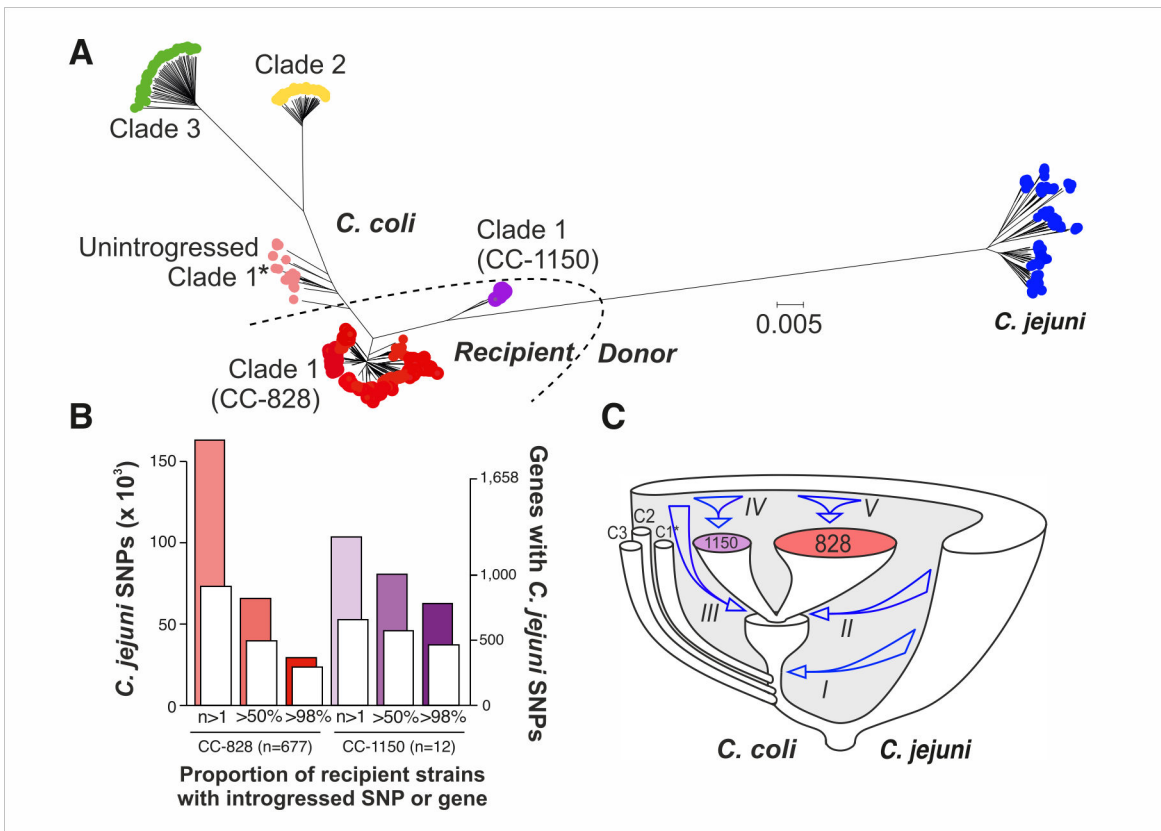 A
Clade 3
Clade 2
C. coli
Unintrogressed
Clade 1*
Clade 1
(CC-1150)
0.005
C. jejuni
Recipient
Donor
Clade 1
(CC-828)
B
C. jejuni SNPs (x 10³)
150
100
50
0
Genes with C. jejuni SNPs
1,658
1,000
500
0
n>1
>50%
>98%
n>1
>50%
>98%
CC-828 (n=677)
CC-1150 (n=12)
Proportion of recipient strains
with introgressed SNP or gene
C
C3
C2
C1*
IV
V
1150
828
III
II
I
C. coli
C. jejuni